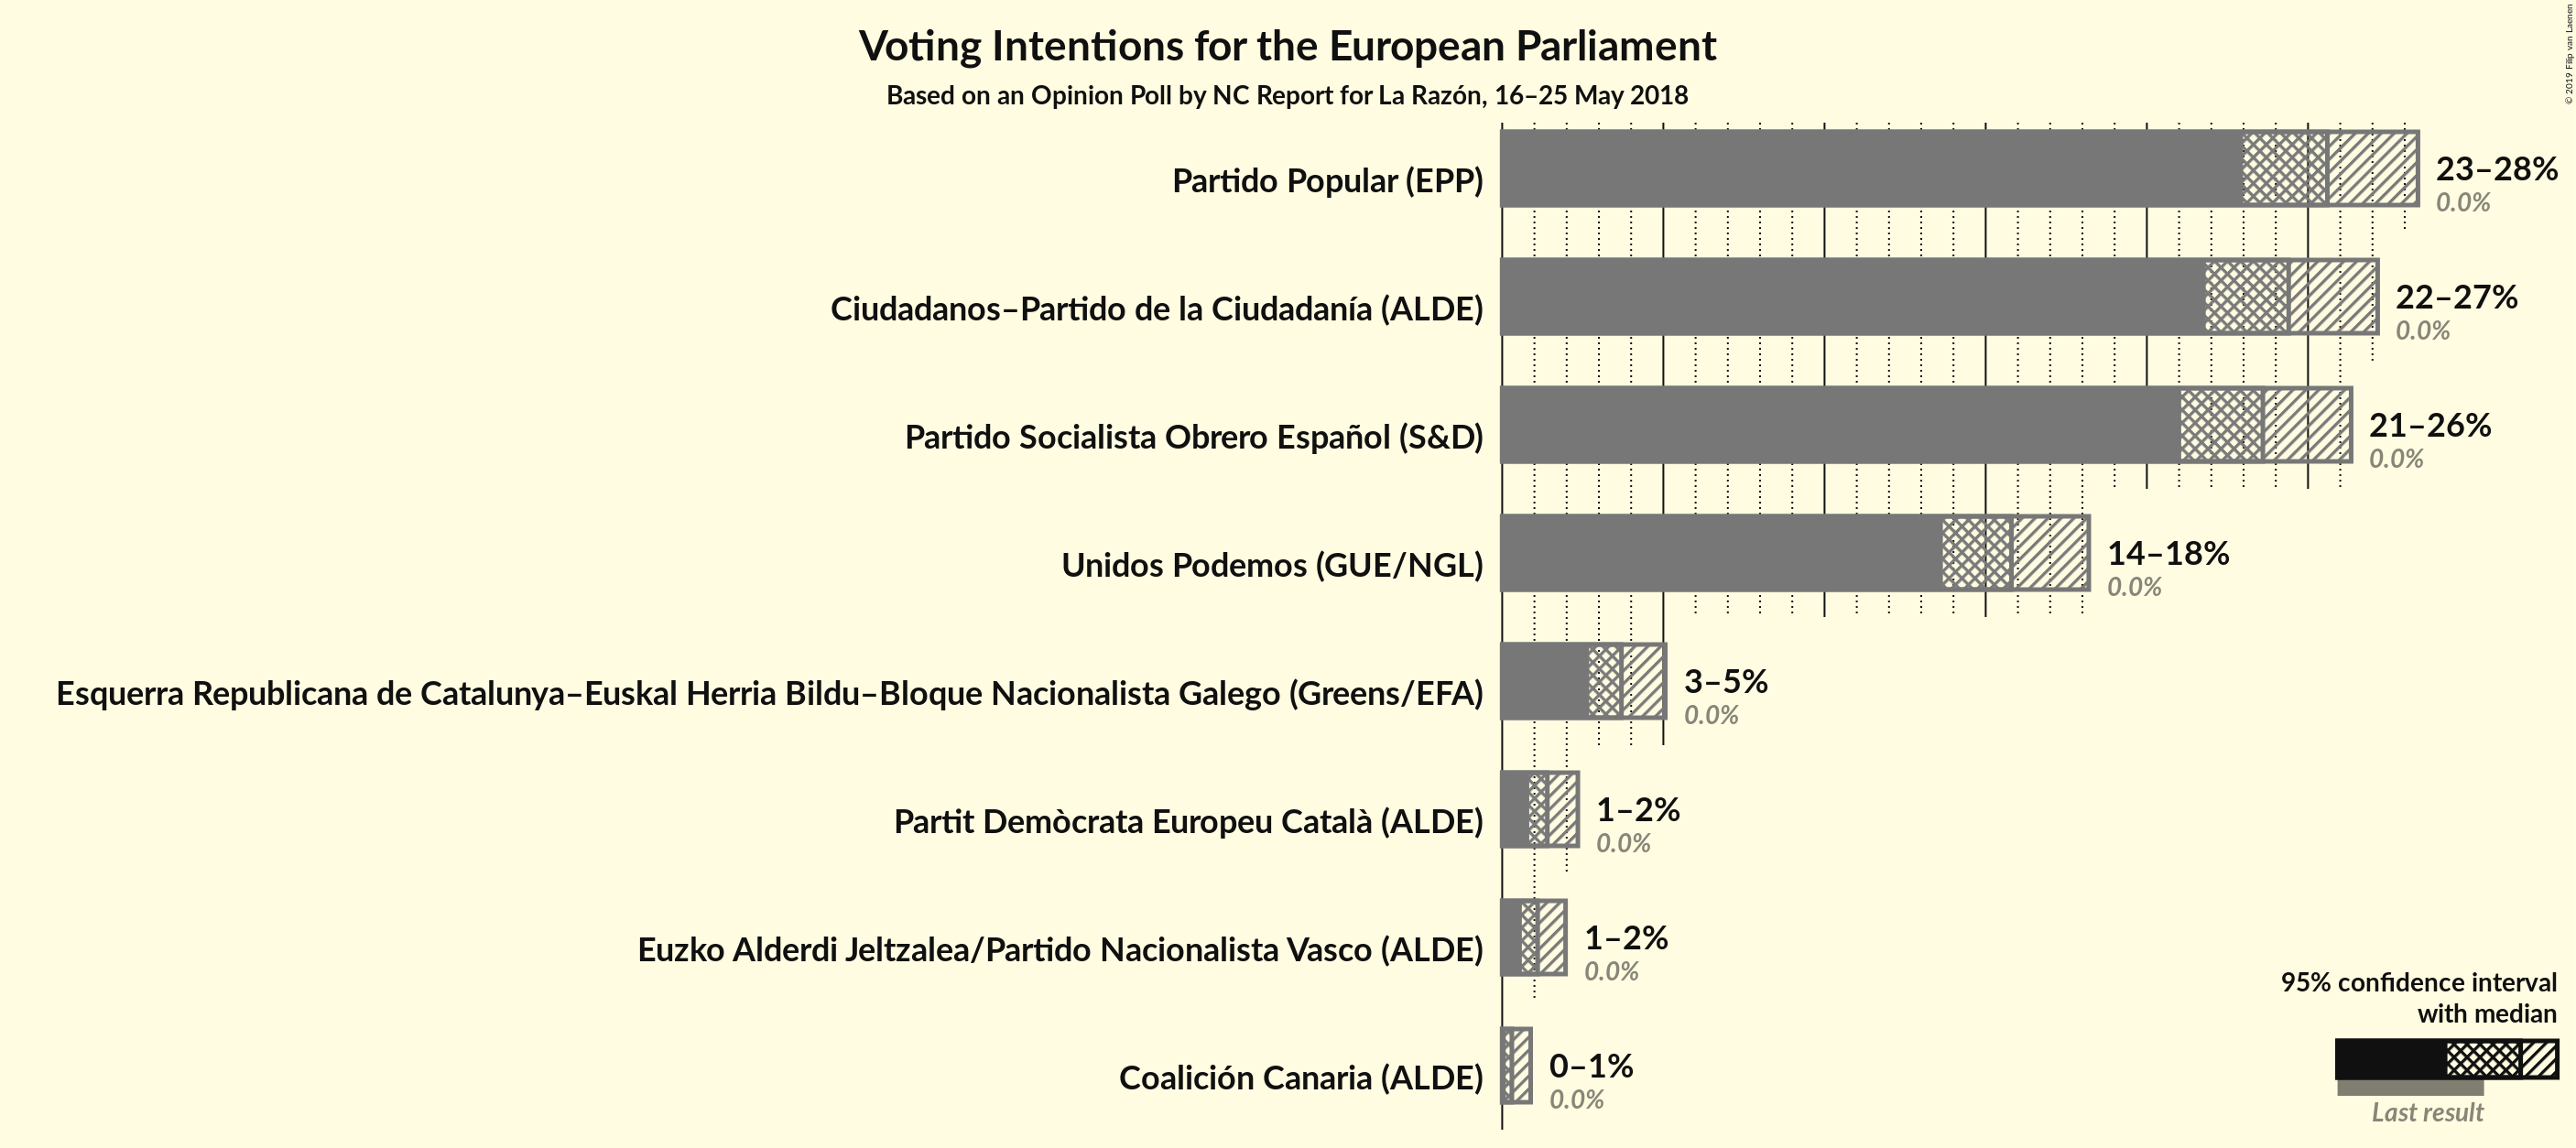 Voting Intentions for the European Parliament
Based on an Opinion Poll by NC Report for La Razón, 16–25 May 2018
© 2019 Filip van Laenen
Partido Popular (EPP)
23–28%
0.0%
Ciudadanos–Partido de la Ciudadanía (ALDE)
22–27%
0.0%
Partido Socialista Obrero Español (S&D)
21–26%
0.0%
Unidos Podemos (GUE/NGL)
14–18%
0.0%
Esquerra Republicana de Catalunya–Euskal Herria Bildu–Bloque Nacionalista Galego (Greens/EFA)
3–5%
0.0%
Partit Demòcrata Europeu Català (ALDE)
1–2%
0.0%
Euzko Alderdi Jeltzalea/Partido Nacionalista Vasco (ALDE)
1–2%
0.0%
Coalición Canaria (ALDE)
0–1%
0.0%
95% confidence interval
with median
Last result